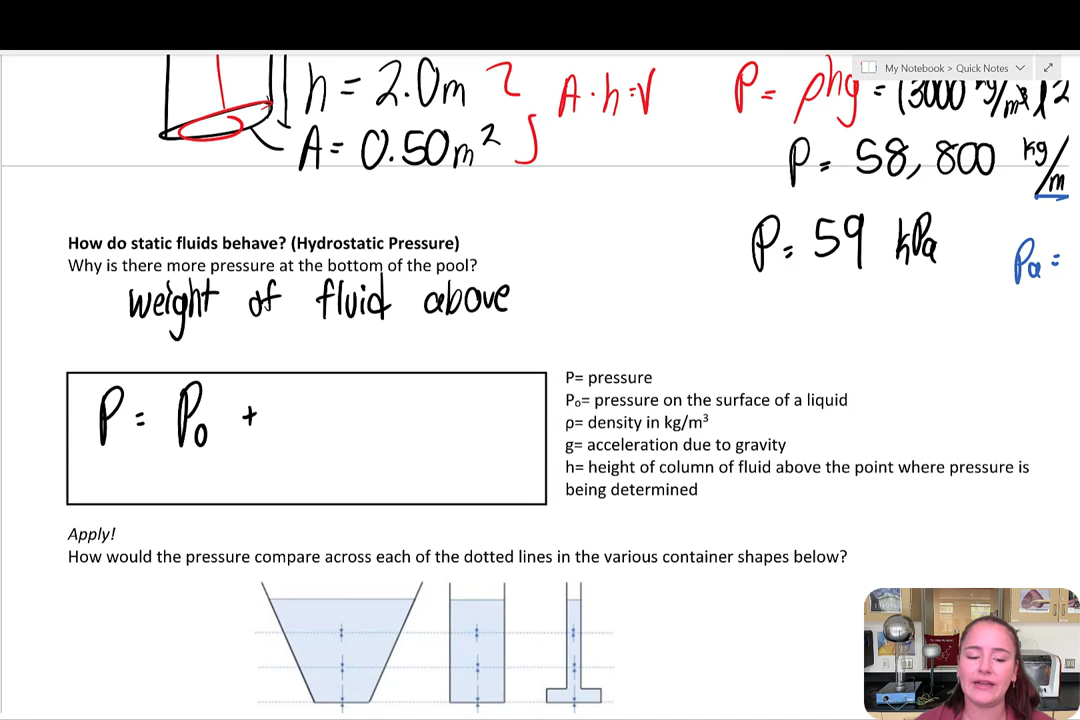 My Notebook > Quick Notes
h = 2.0m
A = 0.50m²
A·h=V
P= ρhg = (3000 kg/m³)(2
P= 58,800 kg/m
P= 59 kPa
Pa =
How do static fluids behave? (Hydrostatic Pressure)
Why is there more pressure at the bottom of the pool?
weight of fluid above
P = P₀ +
P= pressure
P₀= pressure on the surface of a liquid
ρ= density in kg/m³
g= acceleration due to gravity
h= height of column of fluid above the point where pressure is
being determined
Apply!
How would the pressure compare across each of the dotted lines in the various container shapes below?